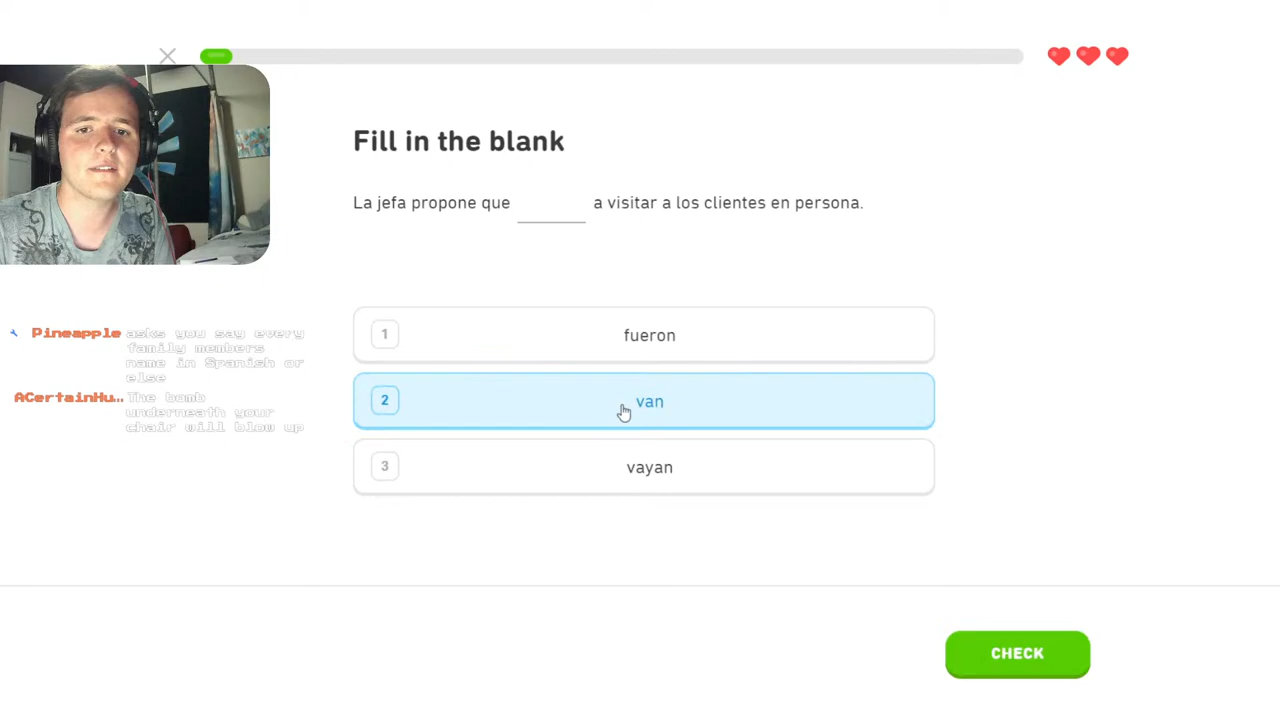 Fill in the blank
La jefa propone que ______ a visitar a los clientes en persona.
1 fueron
2 van
3 vayan
Pineapple asks you say every
family members
name in Spanish or
else
ACertainHu… The bomb
underneath your
chair will blow up
CHECK